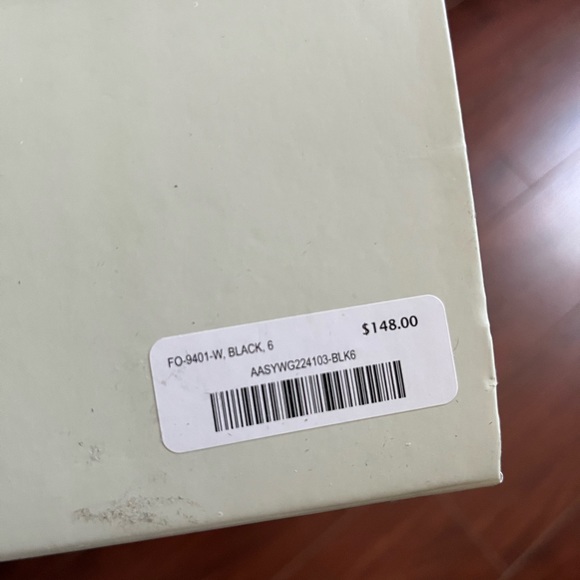 FO-9401-W, BLACK, 6 $148.00
AASYWG224103-BLK6